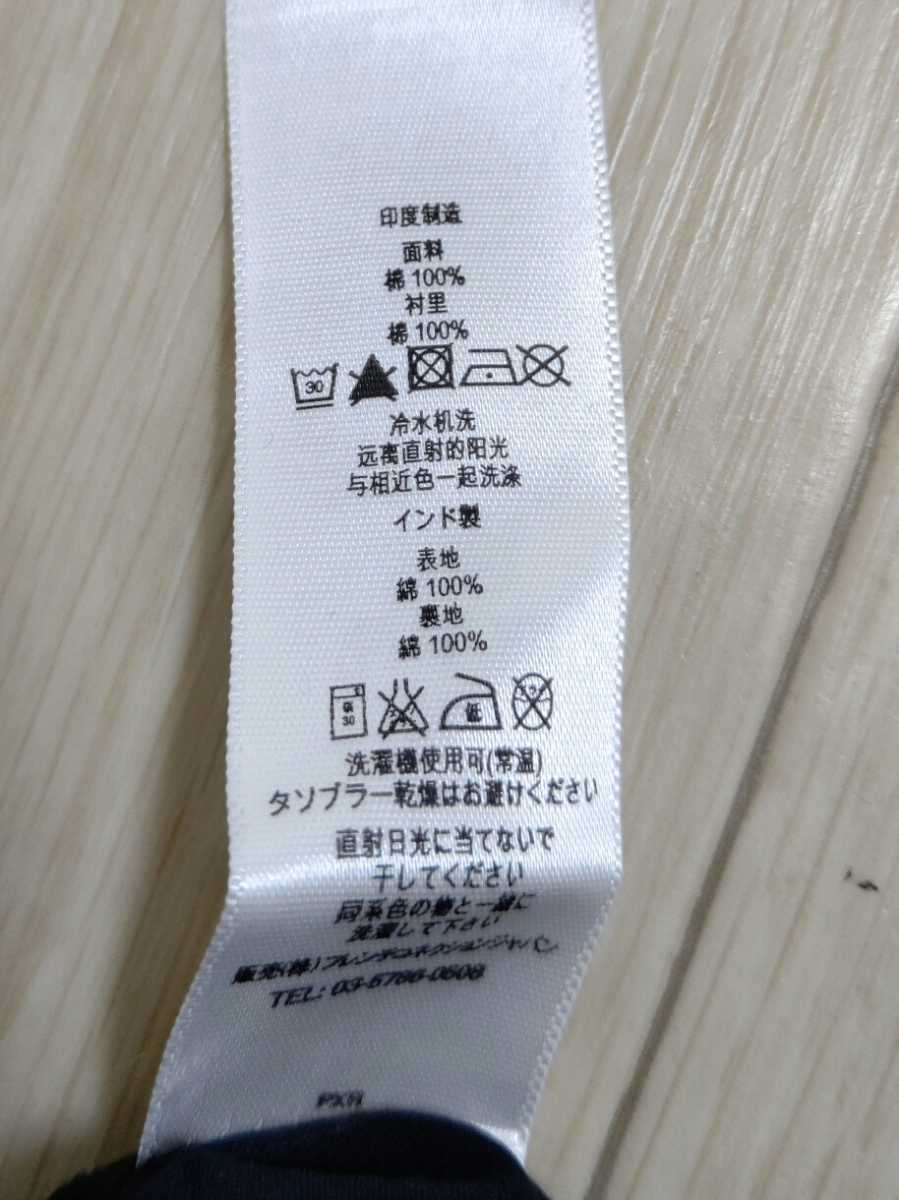 印度制造
面料
棉 100%
衬里
棉 100%
30
冷水机洗
远离直射的阳光
与相近色一起洗涤
インド製
表地
綿 100%
裏地
綿 100%
30
低
洗濯機使用可(常温)
タソブラー乾燥はお避けください
直射日光に当てないで
干してください
同系色の物と一緒に
洗濯して下さい
販売(株)フレンチコネクションジャパン
TEL: 03-5786-0808